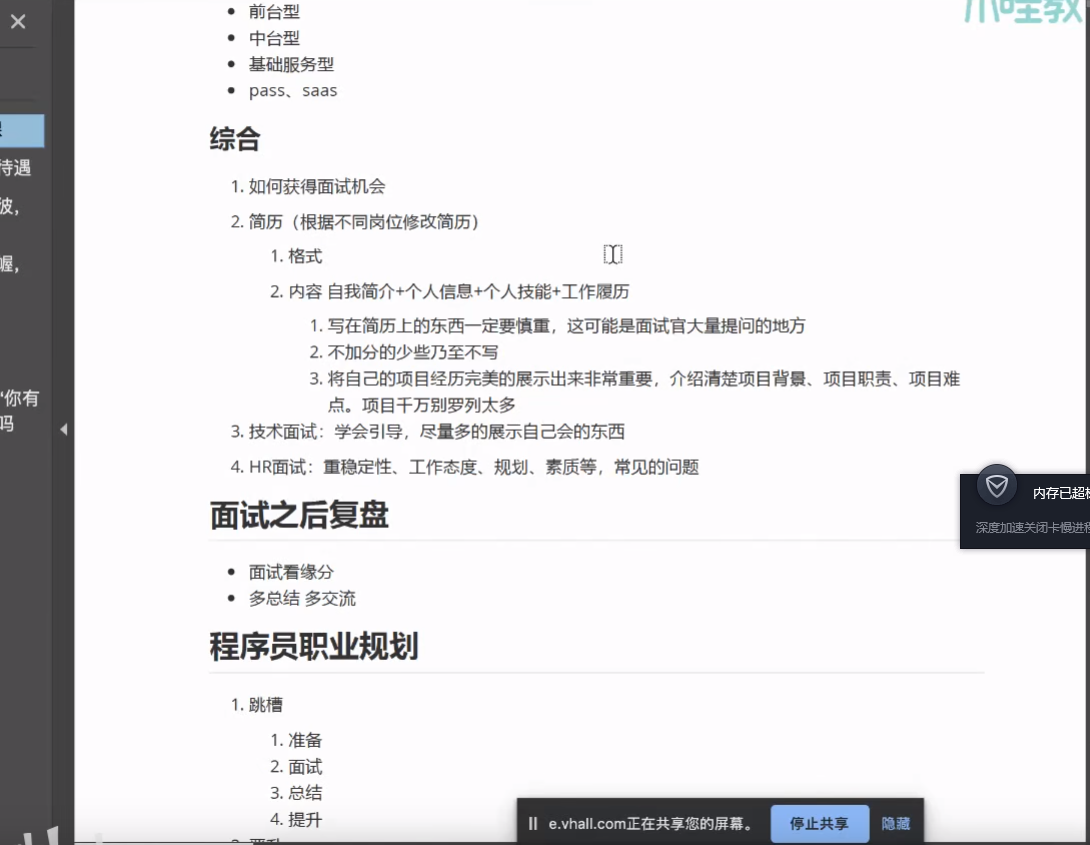 前台型
中台型
基础服务型
pass、saas
综合
1. 如何获得面试机会
2. 简历（根据不同岗位修改简历）
1. 格式
2. 内容 自我简介+个人信息+个人技能+工作履历
1. 写在简历上的东西一定要慎重，这可能是面试官大量提问的地方
2. 不加分的少些乃至不写
3. 将自己的项目经历完美的展示出来非常重要，介绍清楚项目背景、项目职责、项目难
点。项目千万别罗列太多
3. 技术面试：学会引导，尽量多的展示自己会的东西
4. HR面试：重稳定性、工作态度、规划、素质等，常见的问题
面试之后复盘
面试看缘分
多总结 多交流
程序员职业规划
1. 跳槽
1. 准备
2. 面试
3. 总结
4. 提升
待遇
彼，
喔，
“你有
吗
内存已超
深度加速关闭卡慢进程
e.vhall.com正在共享您的屏幕。
停止共享
隐藏